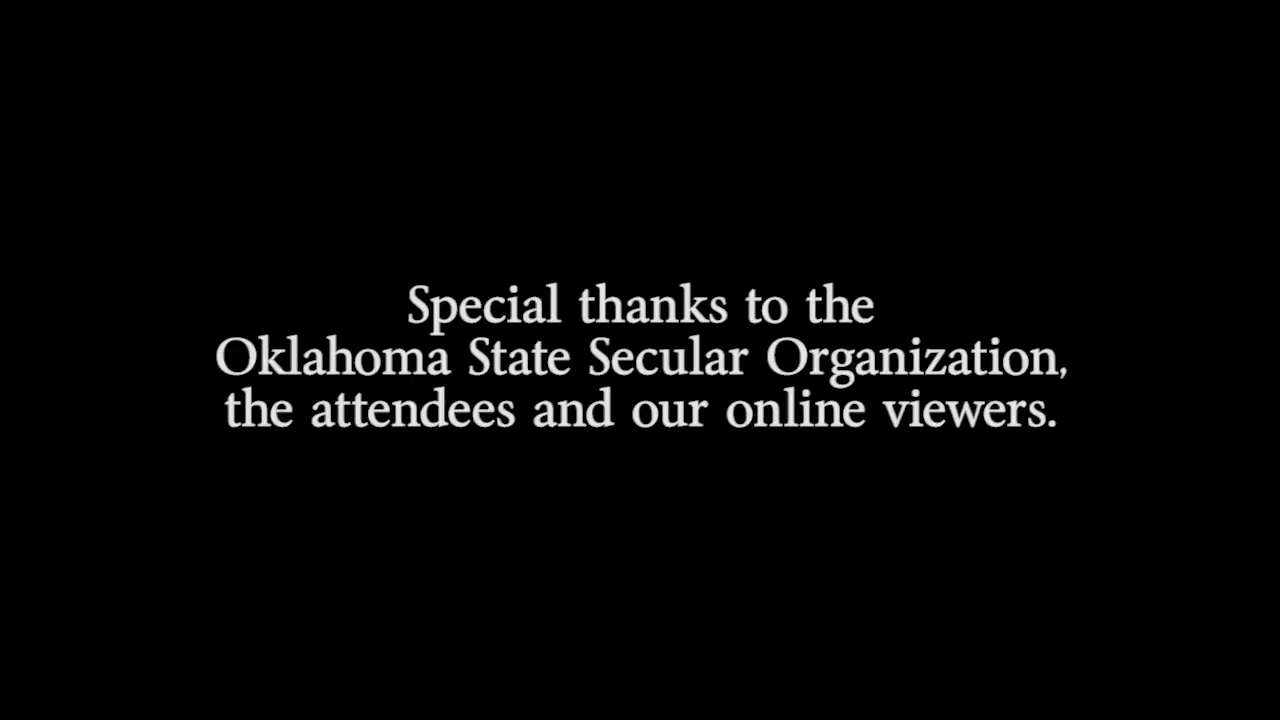 Special thanks to the
Oklahoma State Secular Organization,
the attendees and our online viewers.